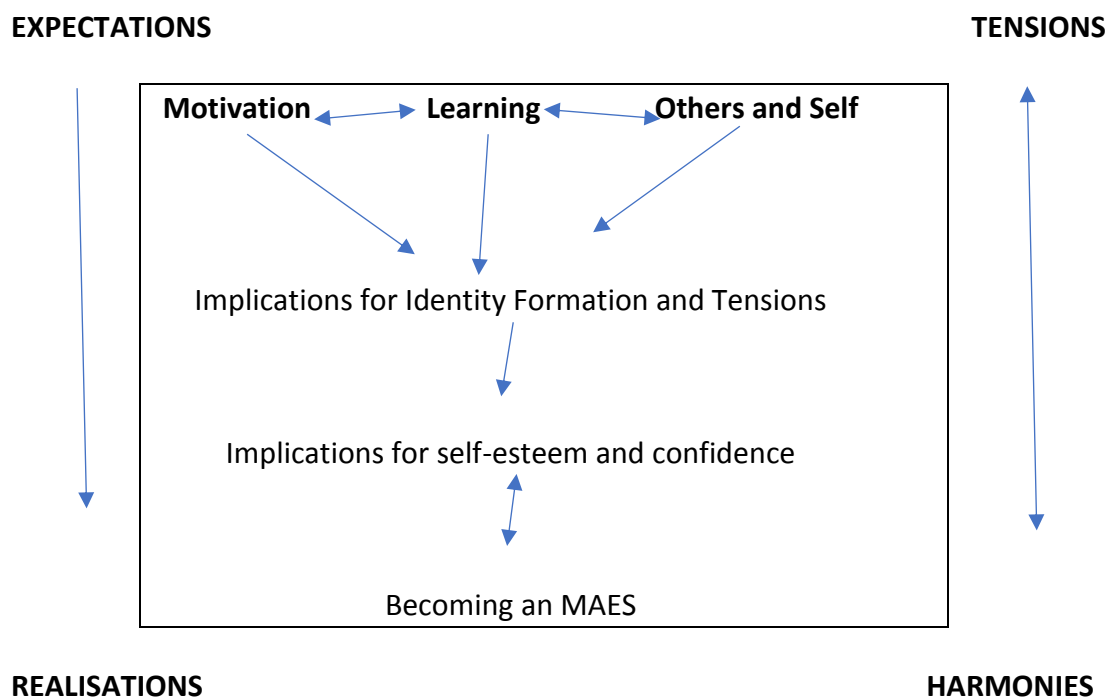 EXPECTATIONS TENSIONS
Motivation Learning Others and Self
Implications for Identity Formation and Tensions
Implications for self-esteem and confidence
Becoming an MAES
REALISATIONS HARMONIES